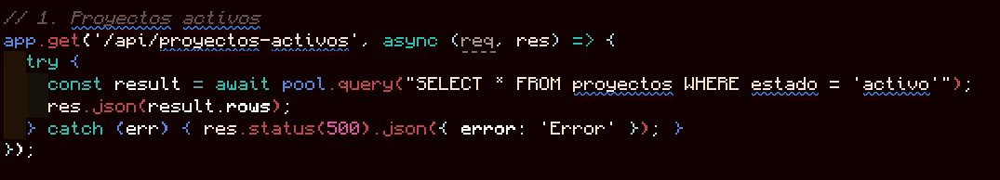 // 1. Proyectos activos
app.get('/api/proyectos-activos', async (req, res) => {
  try {
    const result = await pool.query("SELECT * FROM proyectos WHERE estado = 'activo'");
    res.json(result.rows);
  } catch (err) { res.status(500).json({ error: 'Error' }); }
});